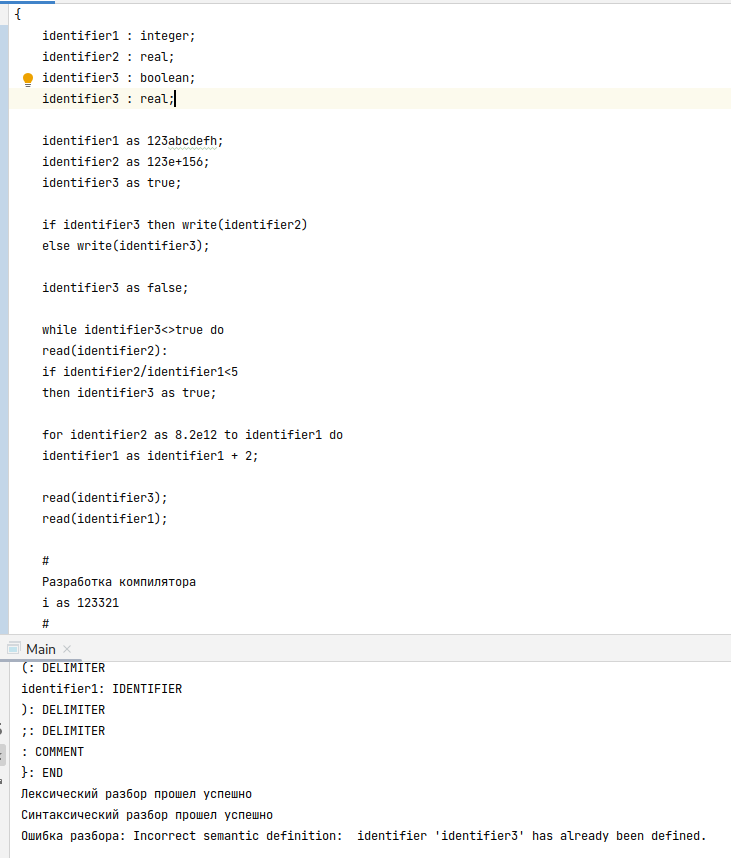 {
identifier1 : integer;
identifier2 : real;
identifier3 : boolean;
identifier3 : real;
identifier1 as 123abcdefh;
identifier2 as 123e+156;
identifier3 as true;
if identifier3 then write(identifier2)
else write(identifier3);
identifier3 as false;
while identifier3<>true do
read(identifier2):
if identifier2/identifier1<5
then identifier3 as true;
for identifier2 as 8.2e12 to identifier1 do
identifier1 as identifier1 + 2;
read(identifier3);
read(identifier1);
#
Разработка компилятора
i as 123321
#
Main
(: DELIMITER
identifier1: IDENTIFIER
): DELIMITER
;: DELIMITER
: COMMENT
}: END
Лексический разбор прошел успешно
Синтаксический разбор прошел успешно
Ошибка разбора: Incorrect semantic definition:  identifier 'identifier3' has already been defined.